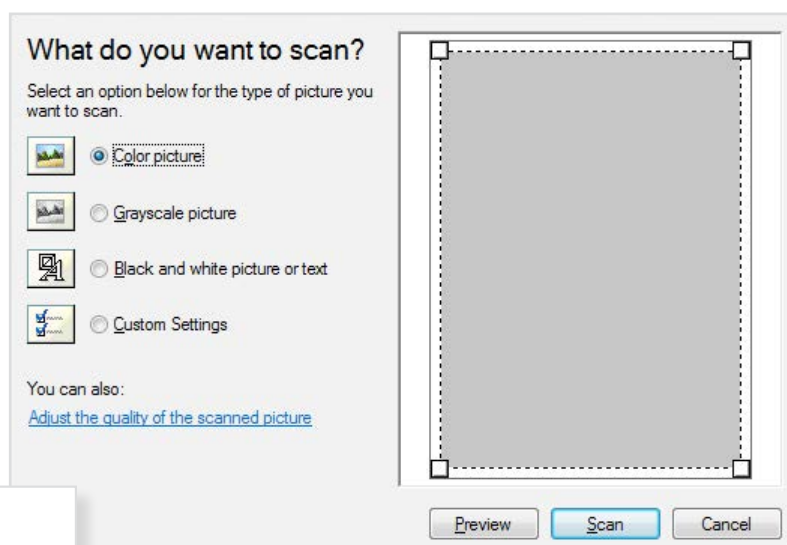 What do you want to scan?
Select an option below for the type of picture you
want to scan.
Color picture
Grayscale picture
Black and white picture or text
Custom Settings
You can also:
Adjust the quality of the scanned picture
Preview
Scan
Cancel